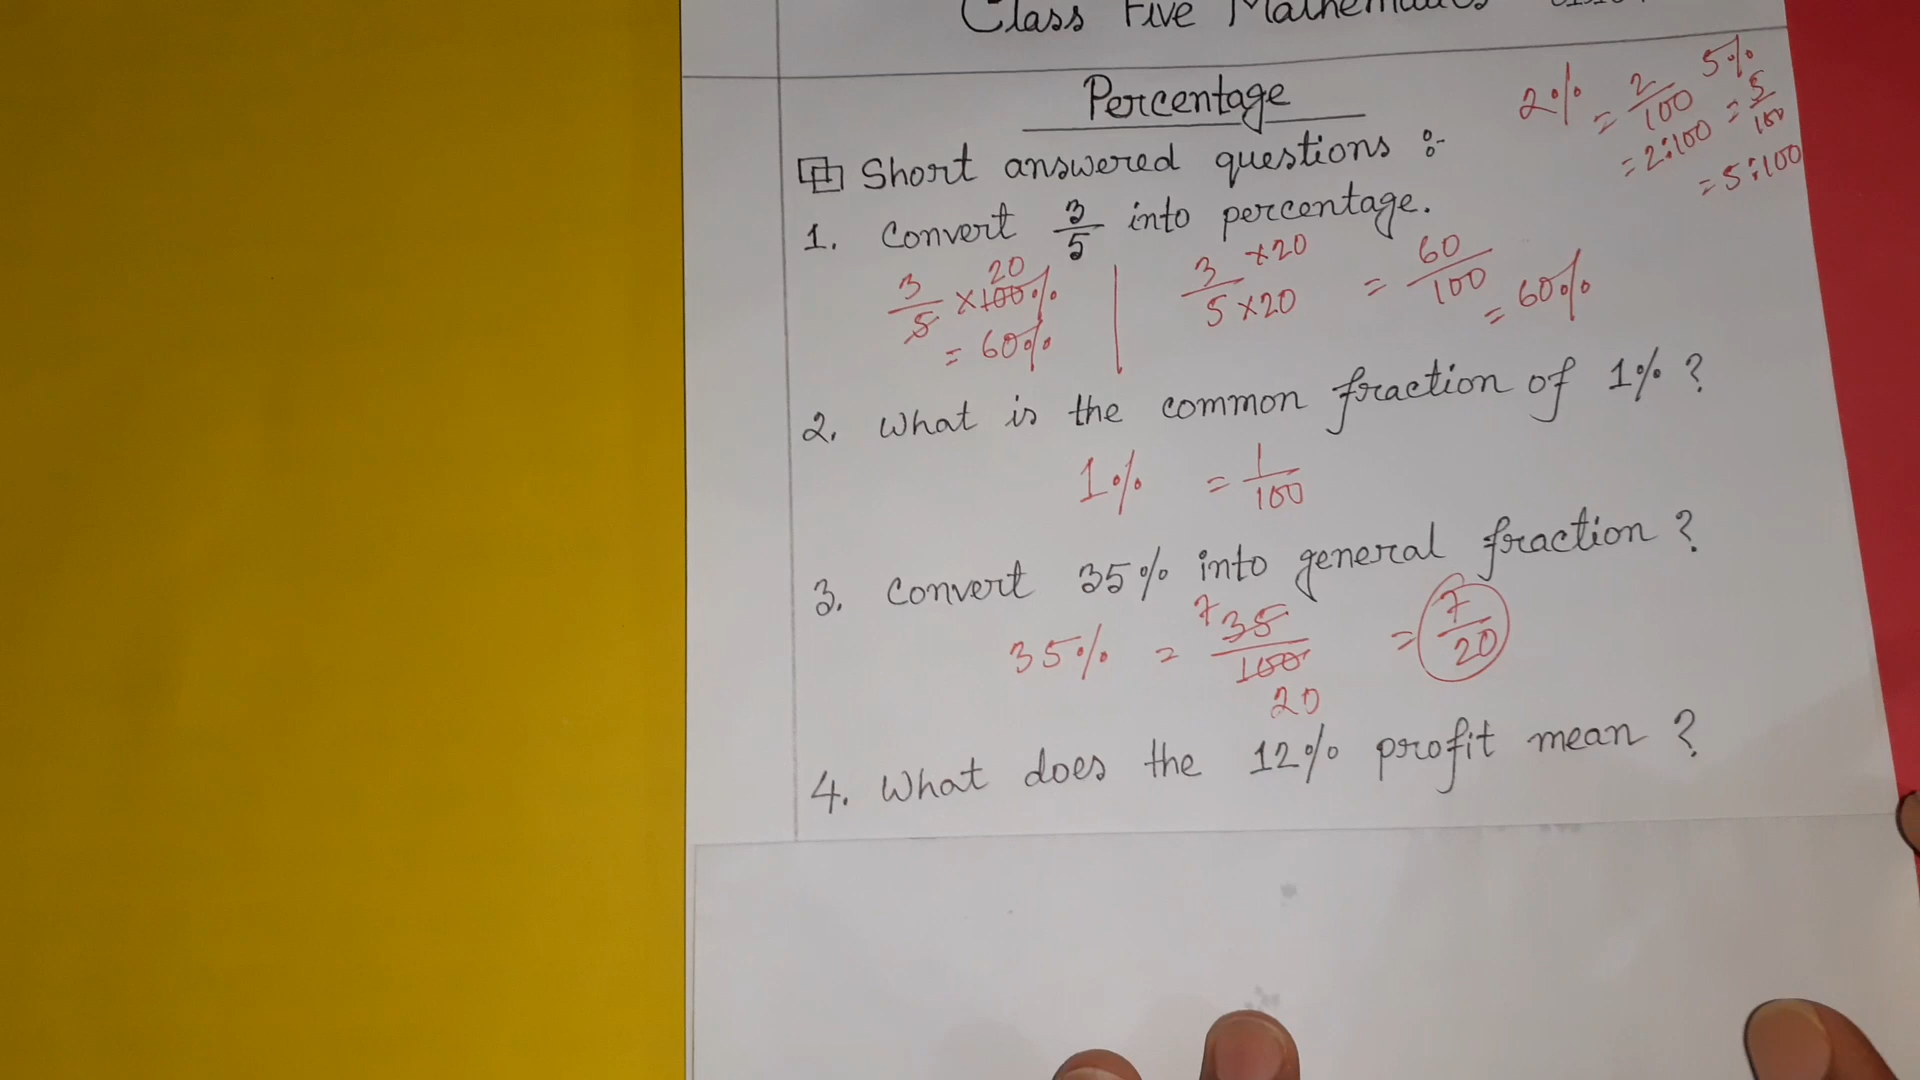 Class Five Mathematics
Percentage
2% = 2/100
= 2:100
5%
= 5/100
= 5:100
Short answered questions :-
1. Convert 3/5 into percentage.
3/5 × 100% 20
= 60%
3×20/5×20 = 60/100
= 60%
2. What is the common fraction of 1% ?
1% = 1/100
3. Convert 35% into general fraction ?
35% = 7 35/100 20 = 7/20
4. What does the 12% profit mean ?